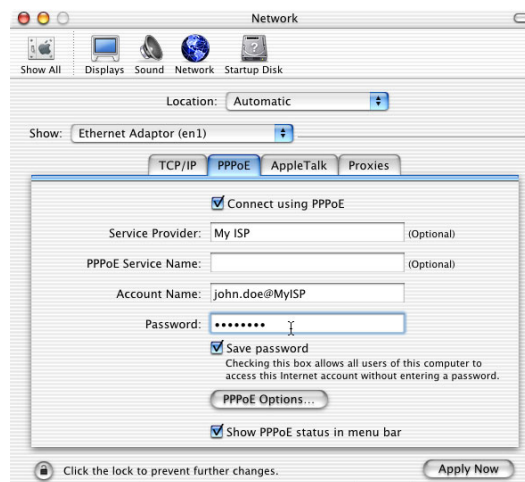 Network
Show All Displays Sound Network Startup Disk
Location: Automatic
Show: Ethernet Adaptor (en1)
TCP/IP PPPoE AppleTalk Proxies
Connect using PPPoE
Service Provider: My ISP (Optional)
PPPoE Service Name: (Optional)
Account Name: john.doe@MyISP
Password: ••••••••
Save password
Checking this box allows all users of this computer to
access this Internet account without entering a password.
PPPoE Options...
Show PPPoE status in menu bar
Click the lock to prevent further changes. Apply Now